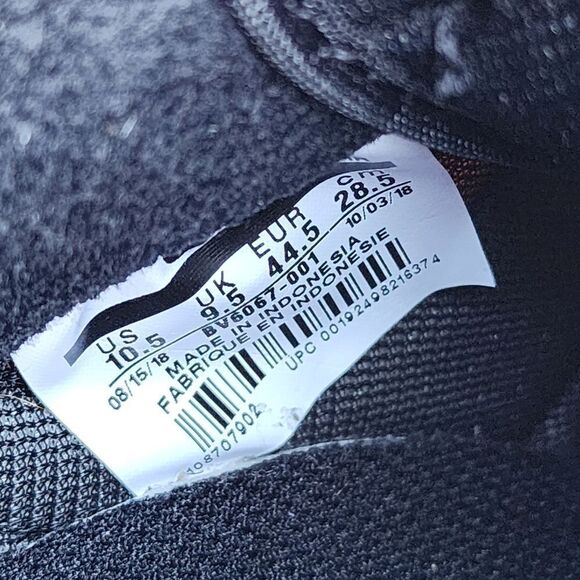 US UK EUR cm
10.5 9.5 44.5 28.5
08/15/18 BV6067-001 10/03/18
MADE IN INDONESIA
FABRIQUE EN INDONESIE
UPC 00192498216374